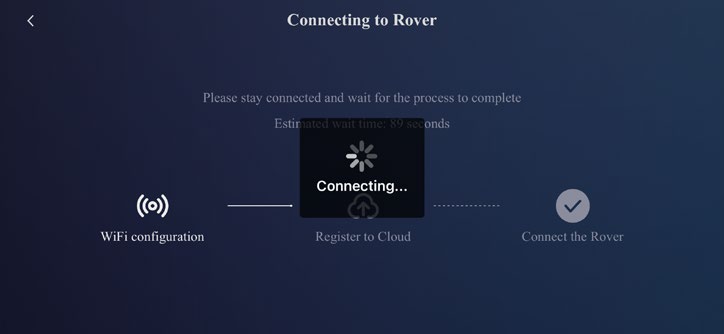 Connecting to Rover
Please stay connected and wait for the process to complete
Estimated wait time: 89 seconds
Connecting...
WiFi configuration
Register to Cloud
Connect the Rover